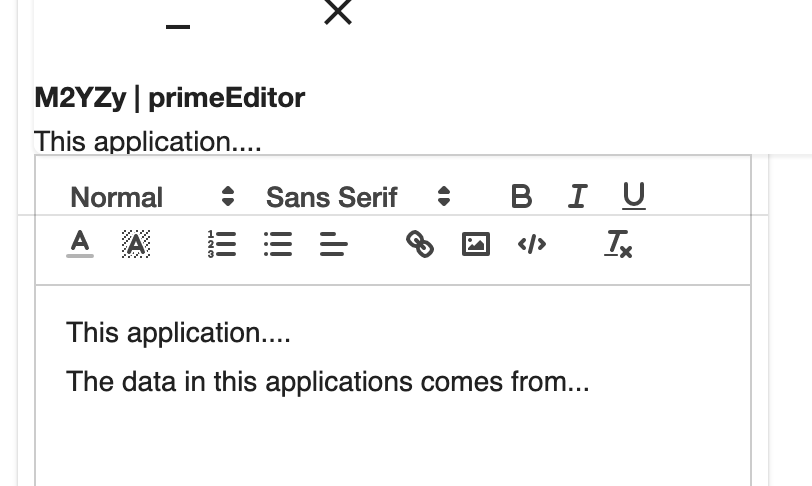 M2YZy | primeEditor
This application....
Normal Sans Serif B I U
A A
This application....
The data in this applications comes from...